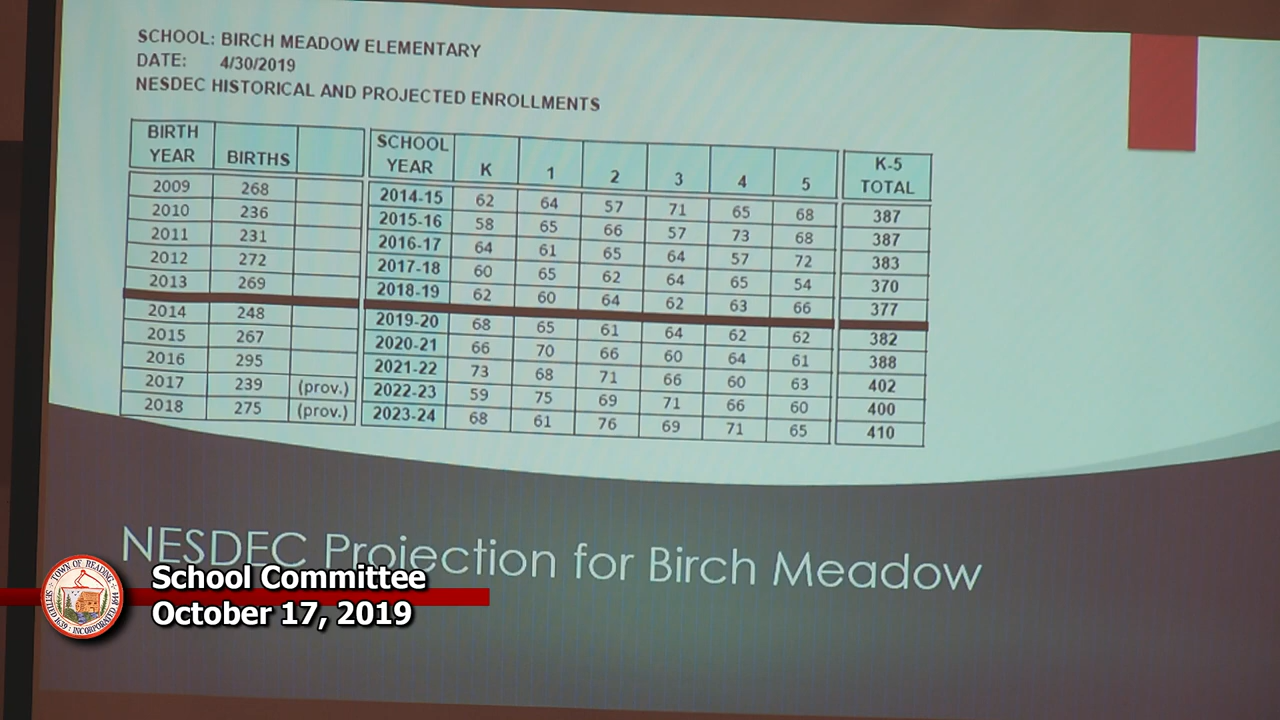 SCHOOL: BIRCH MEADOW ELEMENTARY
DATE: 4/30/2019
NESDEC HISTORICAL AND PROJECTED ENROLLMENTS
BIRTH YEAR BIRTHS SCHOOL YEAR K 1 2 3 4 5 K-5 TOTAL
2009 268 2014-15 62 64 57 71 65 68 387
2010 236 2015-16 58 65 66 57 73 68 387
2011 231 2016-17 64 61 65 64 57 72 383
2012 272 2017-18 60 65 62 64 65 54 370
2013 269 2018-19 62 60 64 62 63 66 377
2014 248 2019-20 68 65 61 64 62 62 382
2015 267 2020-21 66 70 66 60 64 61 388
2016 295 2021-22 73 68 71 66 60 63 402
2017 239 (prov.) 2022-23 59 75 69 71 66 60 400
2018 275 (prov.) 2023-24 68 61 76 69 71 65 410
NESDEC Projection for Birch Meadow
TOWN OF READING
SETTLED 1639 : INCORPORATED 1644
School Committee
October 17, 2019